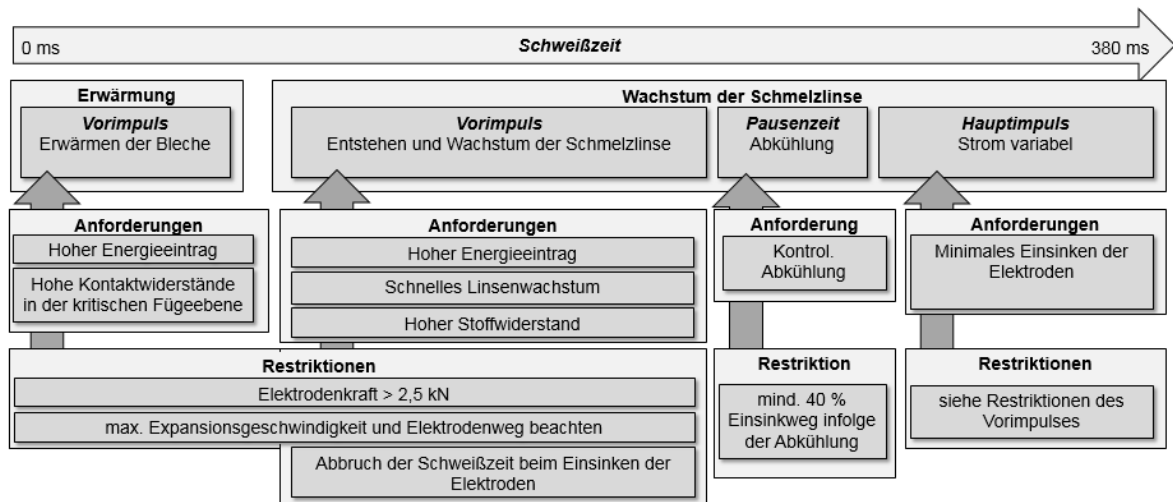 0 ms
Schweißzeit
380 ms
Erwärmung
Vorimpuls
Erwärmen der Bleche
Wachstum der Schmelzlinse
Vorimpuls
Entstehen und Wachstum der Schmelzlinse
Pausenzeit
Abkühlung
Hauptimpuls
Strom variabel
Anforderungen
Hoher Energieeintrag
Hohe Kontaktwiderstände
in der kritischen Fügeebene
Anforderungen
Hoher Energieeintrag
Schnelles Linsenwachstum
Hoher Stoffwiderstand
Anforderung
Kontrol.
Abkühlung
Anforderungen
Minimales Einsinken der
Elektroden
Restriktionen
Elektrodenkraft > 2,5 kN
max. Expansionsgeschwindigkeit und Elektrodenweg beachten
Abbruch der Schweißzeit beim Einsinken der
Elektroden
Restriktion
mind. 40 %
Einsinkweg infolge
der Abkühlung
Restriktionen
siehe Restriktionen des
Vorimpulses